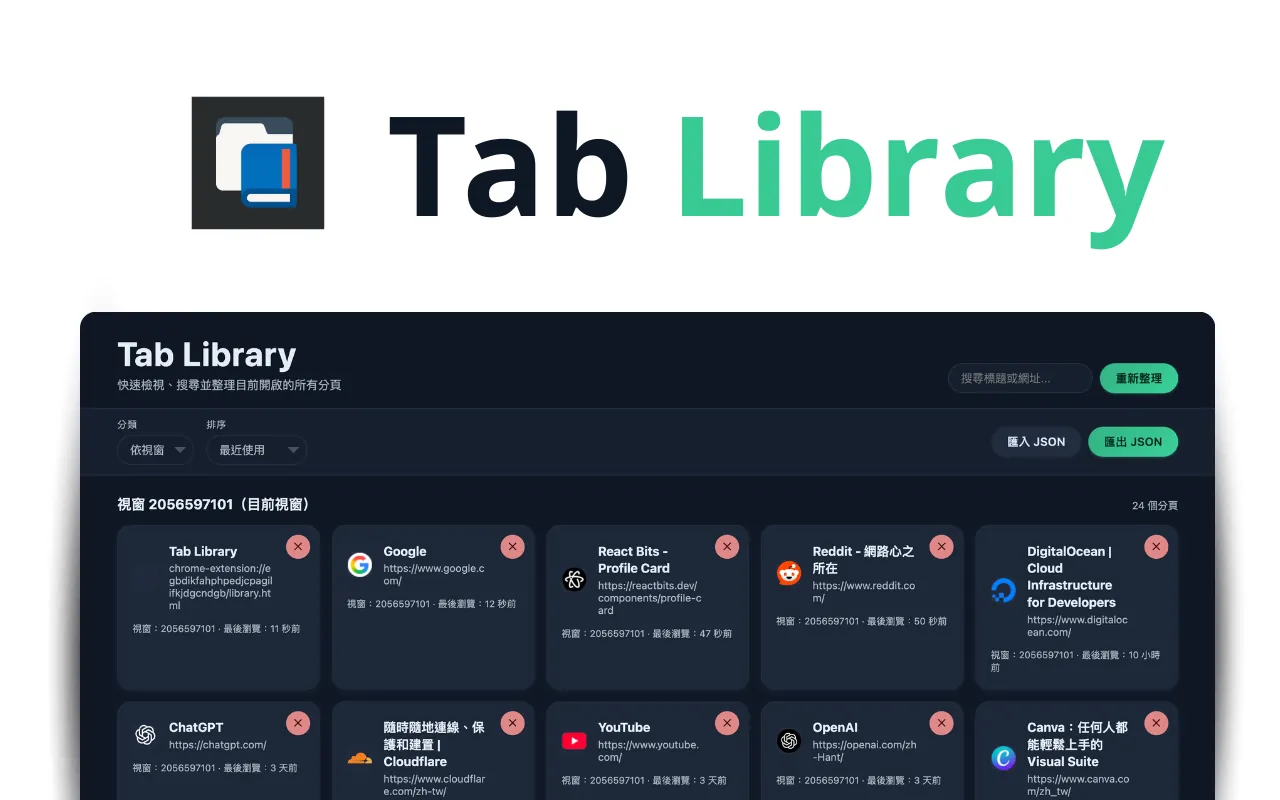 Tab Library
Tab Library
快速檢視、搜尋並整理目前開啟的所有分頁
搜尋標題或網址...
重新整理
分類
排序
依視窗
最近使用
匯入 JSON
匯出 JSON
視窗 2056597101（目前視窗）
24 個分頁
Tab Library
chrome-extension://e
gbdikfahphpedjcpagil
ifkjdgcndgb/library.ht
ml
視窗：2056597101 · 最後瀏覽：11 秒前
Google
https://www.google.c
om/
視窗：2056597101 · 最後瀏覽：12 秒前
React Bits -
Profile Card
https://reactbits.dev/
components/profile-c
ard
視窗：2056597101 · 最後瀏覽：47 秒前
Reddit - 網路心之
所在
https://www.reddit.co
m/
視窗：2056597101 · 最後瀏覽：50 秒前
DigitalOcean |
Cloud
Infrastructure
for Developers
https://www.digitaloc
ean.com/
視窗：2056597101 · 最後瀏覽：10 小時
前
ChatGPT
https://chatgpt.com/
視窗：2056597101 · 最後瀏覽：3 天前
隨時隨地連線、保
護和建置 |
Cloudflare
https://www.cloudflar
e.com/zh-tw/
YouTube
https://www.youtube.
com/
視窗：2056597101 · 最後瀏覽：3 天前
OpenAI
https://openai.com/zh
-Hant/
視窗：2056597101 · 最後瀏覽：3 天前
Canva：任何人都
能輕鬆上手的
Visual Suite
https://www.canva.co
m/zh_tw/